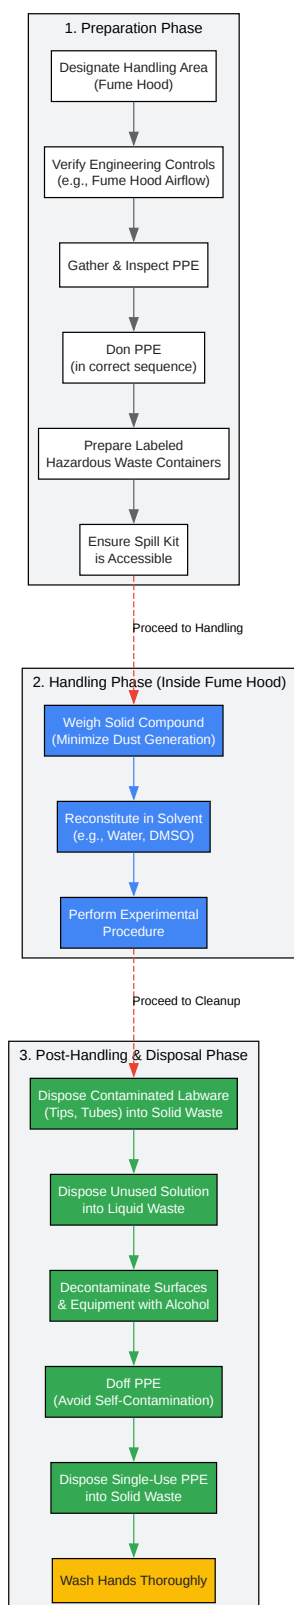 1. Preparation Phase
Designate Handling Area
(Fume Hood)
Verify Engineering Controls
(e.g., Fume Hood Airflow)
Gather & Inspect PPE
Don PPE
(in correct sequence)
Prepare Labeled
Hazardous Waste Containers
Ensure Spill Kit
is Accessible
Proceed to Handling
2. Handling Phase (Inside Fume Hood)
Weigh Solid Compound
(Minimize Dust Generation)
Reconstitute in Solvent
(e.g., Water, DMSO)
Perform Experimental
Procedure
Proceed to Cleanup
3. Post-Handling & Disposal Phase
Dispose Contaminated Labware
(Tips, Tubes) into Solid Waste
Dispose Unused Solution
into Liquid Waste
Decontaminate Surfaces
& Equipment with Alcohol
Doff PPE
(Avoid Self-Contamination)
Dispose Single-Use PPE
into Solid Waste
Wash Hands Thoroughly